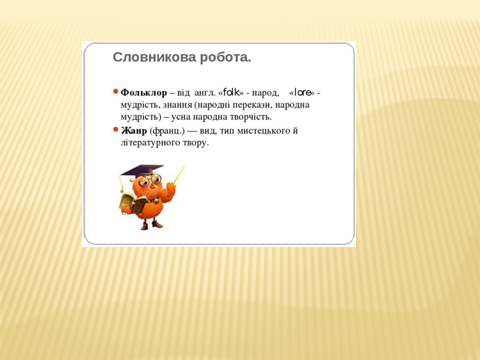 Словникова робота.
Фольклор – від англ. «folk» - народ, «lore» -
мудрість, знання (народні перекази, народна
мудрість) – усна народна творчість.
Жанр (франц.) — вид, тип мистецького й
літературного твору.